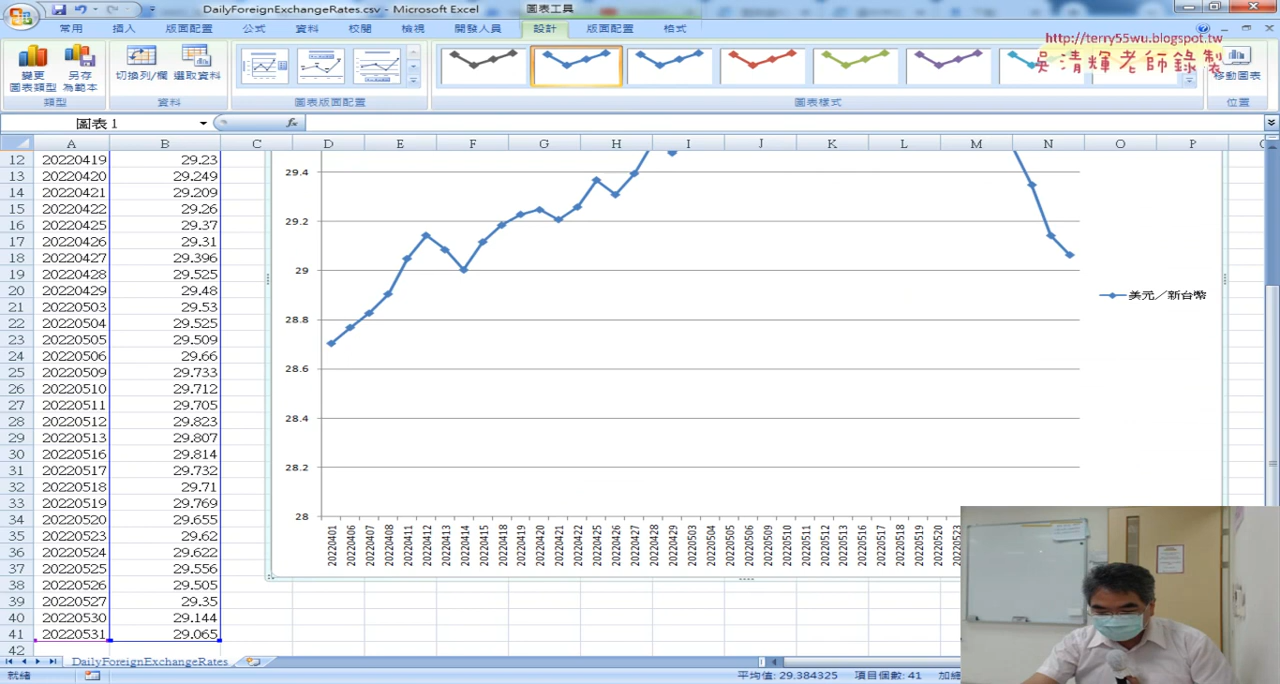 DailyForeignExchangeRates.csv - Microsoft Excel
圖表工具
常用 插入 版面配置 公式 資料 校閱 檢視 開發人員 設計 版面配置 格式
http://terry55wu.blogspot.tw
吳清輝老師錄製
變更
圖表類型
另存
為範本
切換列/欄 選取資料
移動圖表
類型 資料 圖表版面配置 圖表樣式 位置
圖表 1 fx
A B C D E F G H I J K L M N O P
12 20220419 29.23
13 20220420 29.249
14 20220421 29.209
15 20220422 29.26
16 20220425 29.37
17 20220426 29.31
18 20220427 29.396
19 20220428 29.525
20 20220429 29.48
21 20220503 29.53
22 20220504 29.525
23 20220505 29.509
24 20220506 29.66
25 20220509 29.733
26 20220510 29.712
27 20220511 29.705
28 20220512 29.823
29 20220513 29.807
30 20220516 29.814
31 20220517 29.732
32 20220518 29.71
33 20220519 29.769
34 20220520 29.655
35 20220523 29.62
36 20220524 29.622
37 20220525 29.556
38 20220526 29.505
39 20220527 29.35
40 20220530 29.144
41 20220531 29.065
42
29.4
29.2
29
28.8
28.6
28.4
28.2
28
美元／新台幣
20220401 20220406 20220407 20220408 20220411 20220412 20220413 20220414 20220415 20220418 20220419 20220420 20220421 20220422 20220425 20220426 20220427 20220428 20220429 20220503 20220504 20220505 20220506 20220509 20220510 20220511 20220512 20220513 20220516 20220517 20220518 20220519 20220520 20220523
DailyForeignExchangeRates
就緒
平均值: 29.384325 項目個數: 41 加總